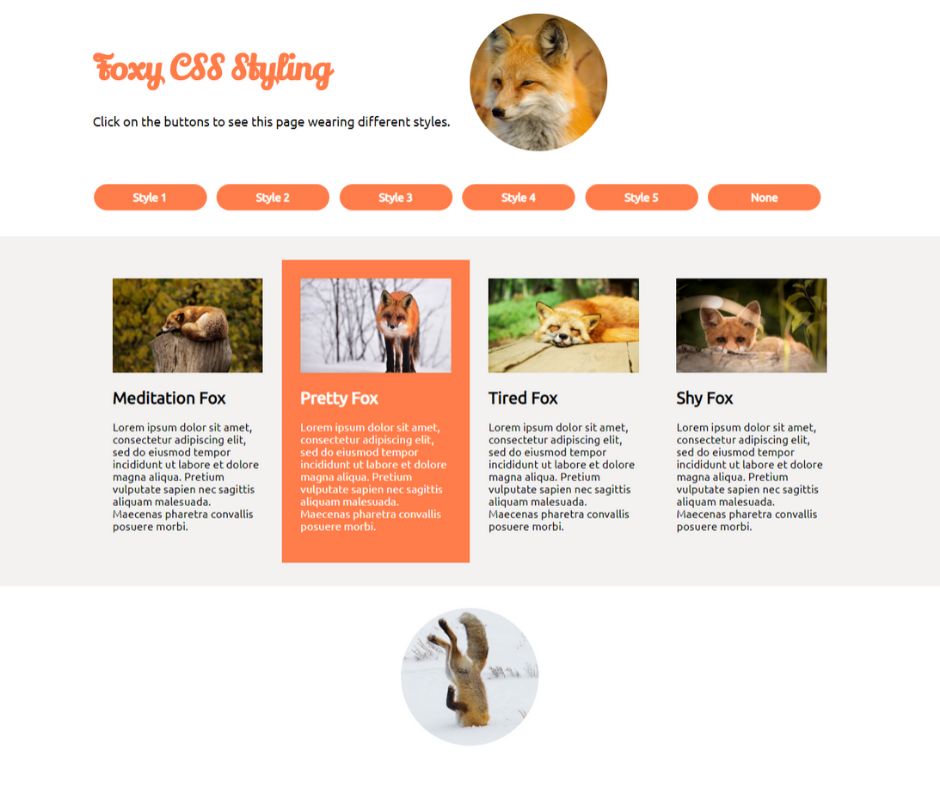 Foxy CSS Styling
Click on the buttons to see this page wearing different styles.
Style 1
Style 2
Style 3
Style 4
Style 5
None
Meditation Fox
Lorem ipsum dolor sit amet,
consectetur adipiscing elit,
sed do eiusmod tempor
incididunt ut labore et dolore
magna aliqua. Pretium
vulputate sapien nec sagittis
aliquam malesuada.
Maecenas pharetra convallis
posuere morbi.
Pretty Fox
Lorem ipsum dolor sit amet,
consectetur adipiscing elit,
sed do eiusmod tempor
incididunt ut labore et dolore
magna aliqua. Pretium
vulputate sapien nec sagittis
aliquam malesuada.
Maecenas pharetra convallis
posuere morbi.
Tired Fox
Lorem ipsum dolor sit amet,
consectetur adipiscing elit,
sed do eiusmod tempor
incididunt ut labore et dolore
magna aliqua. Pretium
vulputate sapien nec sagittis
aliquam malesuada.
Maecenas pharetra convallis
posuere morbi.
Shy Fox
Lorem ipsum dolor sit amet,
consectetur adipiscing elit,
sed do eiusmod tempor
incididunt ut labore et dolore
magna aliqua. Pretium
vulputate sapien nec sagittis
aliquam malesuada.
Maecenas pharetra convallis
posuere morbi.